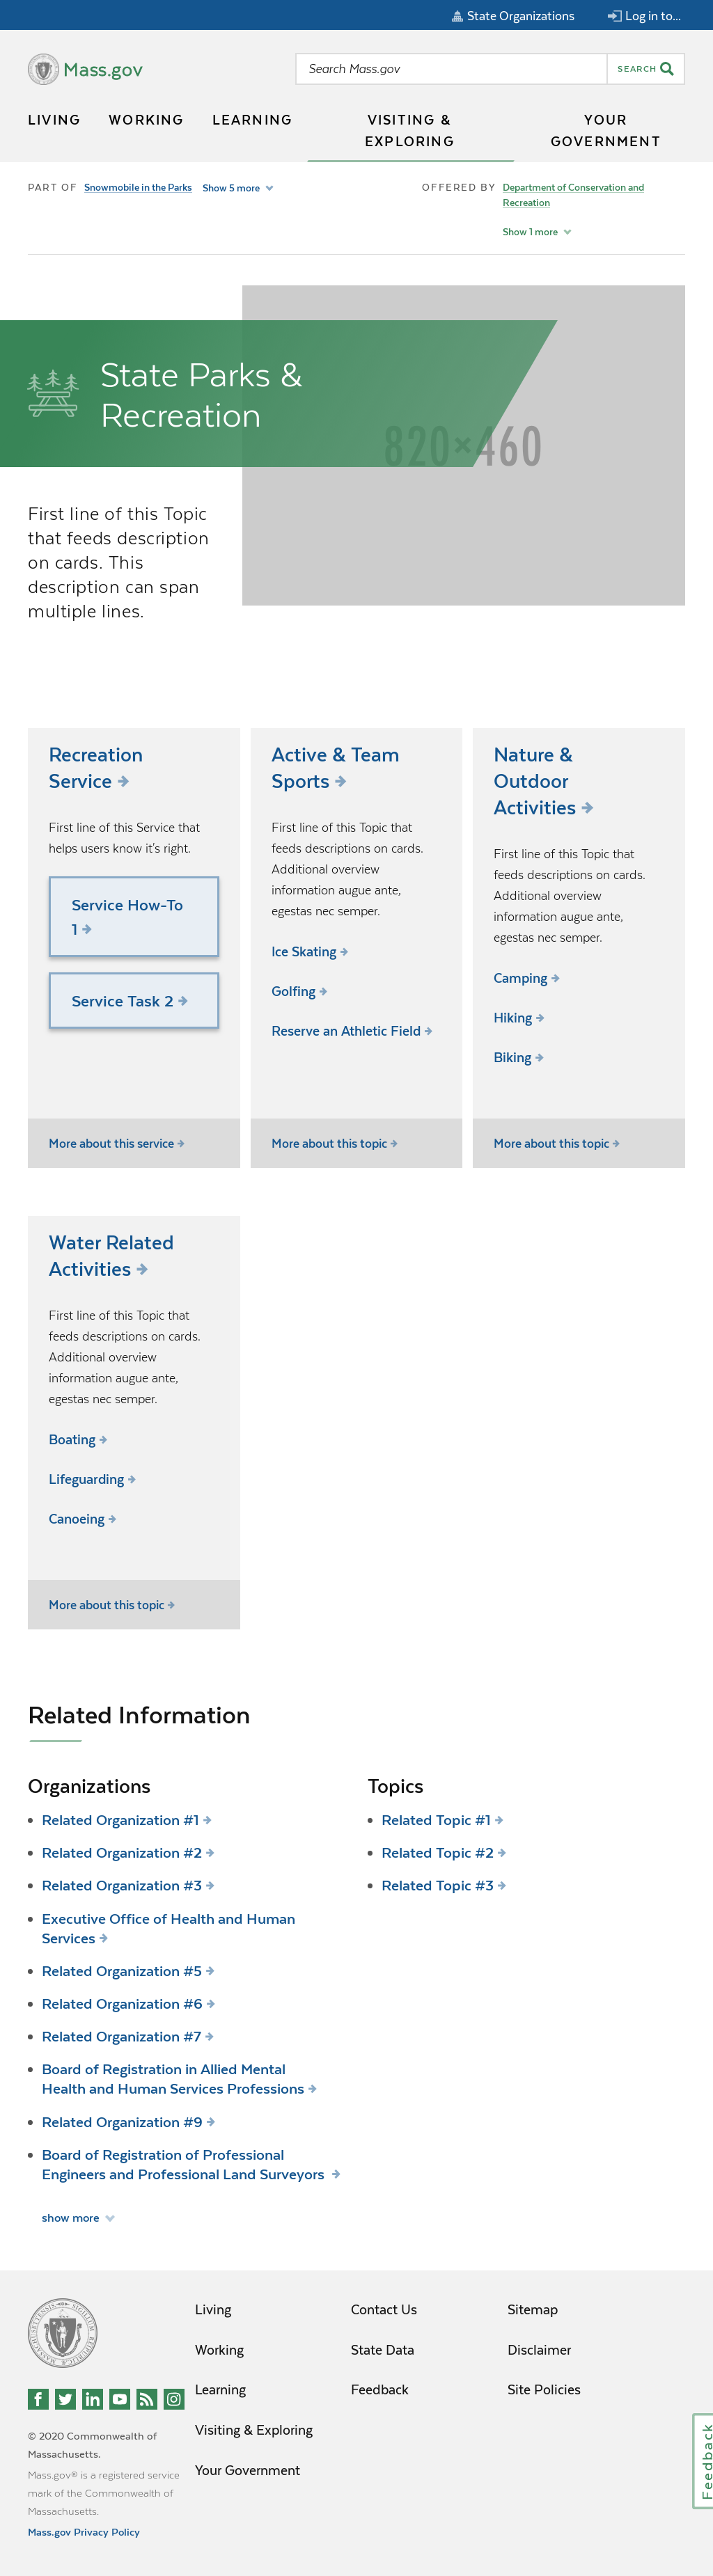 State Organizations
Log in to...
Mass.gov
Search Mass.gov
SEARCH
LIVING
WORKING
LEARNING
VISITING &
EXPLORING
YOUR
GOVERNMENT
PART OF
Snowmobile in the Parks
Show 5 more
OFFERED BY
Department of Conservation and
Recreation
Show 1 more
State Parks &
Recreation
820×460
First line of this Topic
that feeds description
on cards. This
description can span
multiple lines.
Recreation
Service
First line of this Service that
helps users know it's right.
Service How-To
1
Service Task 2
More about this service
Active & Team
Sports
First line of this Topic that
feeds descriptions on cards.
Additional overview
information augue ante,
egestas nec semper.
Ice Skating
Golfing
Reserve an Athletic Field
More about this topic
Nature &
Outdoor
Activities
First line of this Topic that
feeds descriptions on cards.
Additional overview
information augue ante,
egestas nec semper.
Camping
Hiking
Biking
More about this topic
Water Related
Activities
First line of this Topic that
feeds descriptions on cards.
Additional overview
information augue ante,
egestas nec semper.
Boating
Lifeguarding
Canoeing
More about this topic
Related Information
Organizations
Related Organization #1
Related Organization #2
Related Organization #3
Executive Office of Health and Human
Services
Related Organization #5
Related Organization #6
Related Organization #7
Board of Registration in Allied Mental
Health and Human Services Professions
Related Organization #9
Board of Registration of Professional
Engineers and Professional Land Surveyors
show more
Topics
Related Topic #1
Related Topic #2
Related Topic #3
© 2020 Commonwealth of
Massachusetts.
Mass.gov® is a registered service
mark of the Commonwealth of
Massachusetts.
Mass.gov Privacy Policy
Living
Working
Learning
Visiting & Exploring
Your Government
Contact Us
State Data
Feedback
Sitemap
Disclaimer
Site Policies
Feedback